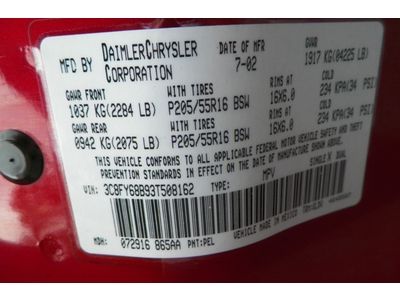 MFD BY DAIMLERCHRYSLER CORPORATION
7-02
GVWR
1917 KG(04225 LB)
DATE OF MFR
GAWR FRONT WITH TIRES RIMS AT COLD
1037 KG(2284 LB) P205/55R16 BSW 16X6.0 234 KPA(34 PSI)
GAWR REAR WITH TIRES RIMS AT COLD
0942 KG(2075 LB) P205/55R16 BSW 16X6.0 234 KPA(34 PSI)
THIS VEHICLE CONFORMS TO ALL APPLICABLE FEDERAL MOTOR VEHICLE SAFETY, BUMPER, AND THEFT
PREVENTION STANDARDS IN EFFECT ON THE DATE OF MANUFACTURE SHOWN ABOVE.
VIN: 3C8FY68B93T508162 TYPE: MPV SINGLE X DUAL
MDH: 072916 865AA PNT:PEL VEHICLE MADE IN MEXICO